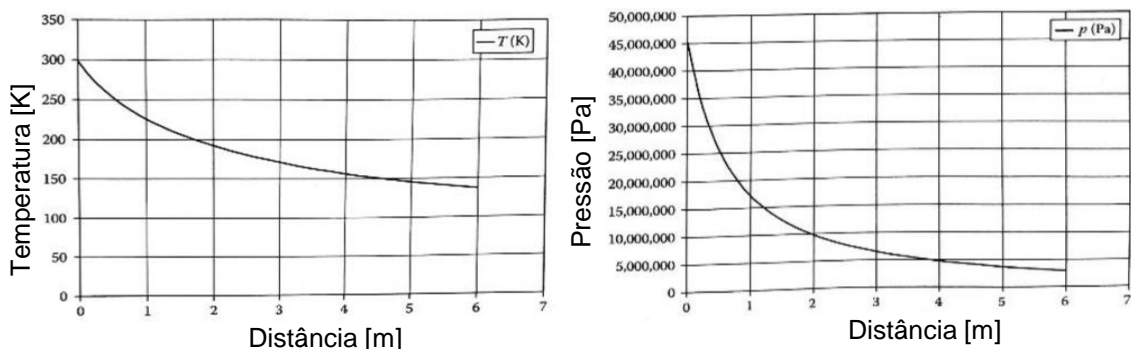 Temperatura [K]
350
300
250
200
150
100
50
0
T (K)
0 1 2 3 4 5 6 7
Distância [m]
Pressão [Pa]
50,000,000
45,000,000
40,000,000
35,000,000
30,000,000
25,000,000
20,000,000
15,000,000
10,000,000
5,000,000
0
p (Pa)
0 1 2 3 4 5 6 7
Distância [m]